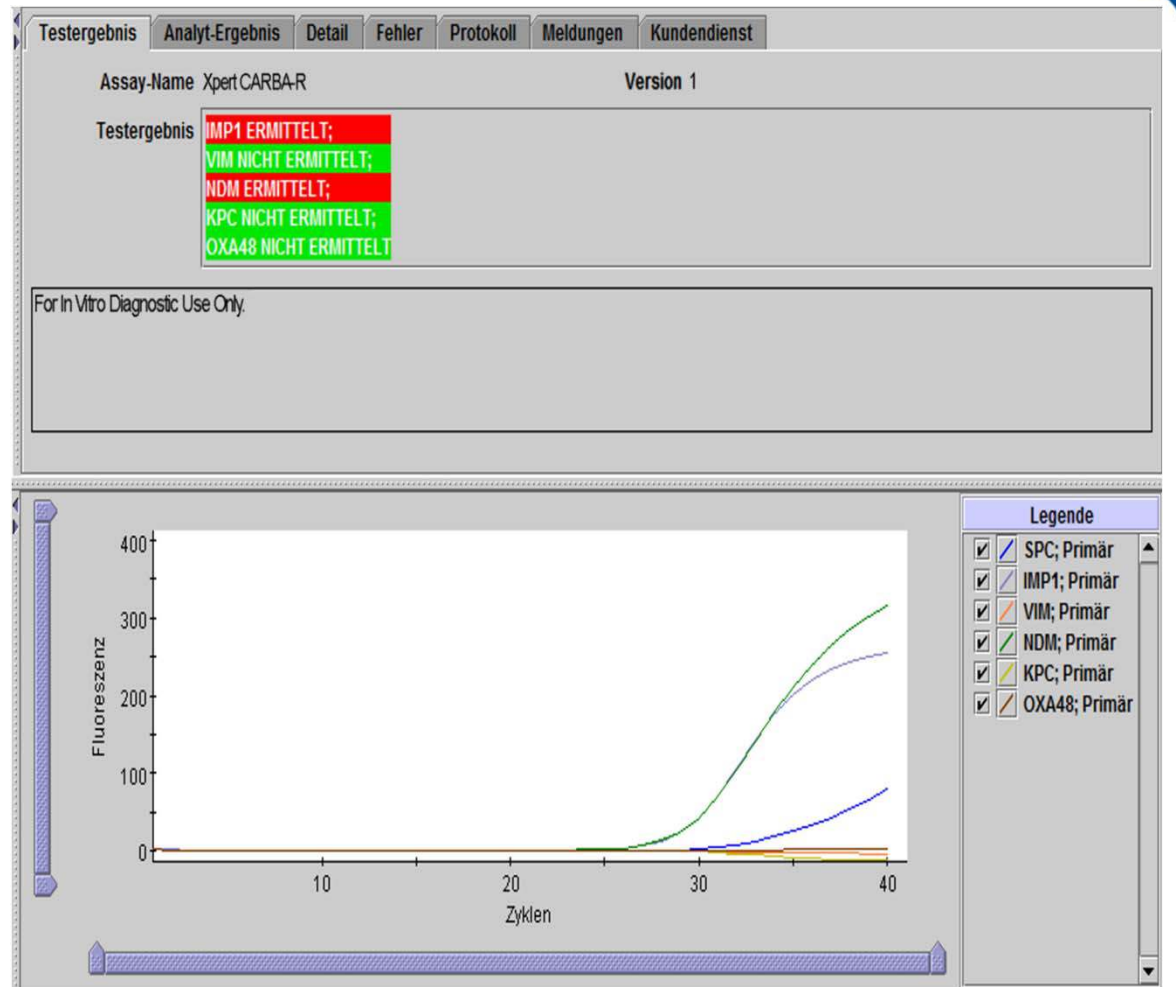 Testergebnis Analyt-Ergebnis Detail Fehler Protokoll Meldungen Kundendienst
Assay-Name Xpert CARBA-R Version 1
Testergebnis IMP1 ERMITTELT;
VIM NICHT ERMITTELT;
NDM ERMITTELT;
KPC NICHT ERMITTELT;
OXA48 NICHT ERMITTELT
For In Vitro Diagnostic Use Only.
400
300
200
100
0
Fluoreszenz
10 20 30 40
Zyklen
Legende
SPC; Primär
IMP1; Primär
VIM; Primär
NDM; Primär
KPC; Primär
OXA48; Primär